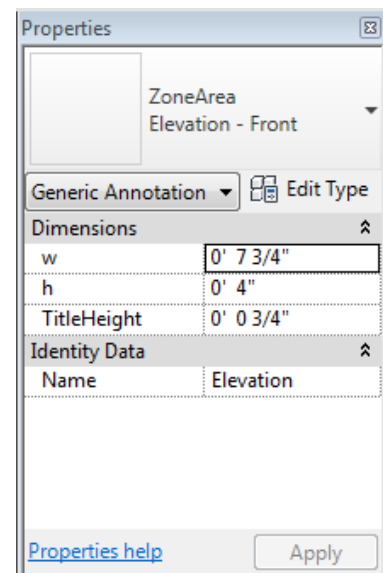 Properties
ZoneArea
Elevation - Front
Generic Annotation Edit Type
Dimensions
w 0' 7 3/4"
h 0' 4"
TitleHeight 0' 0 3/4"
Identity Data
Name Elevation
Properties help Apply